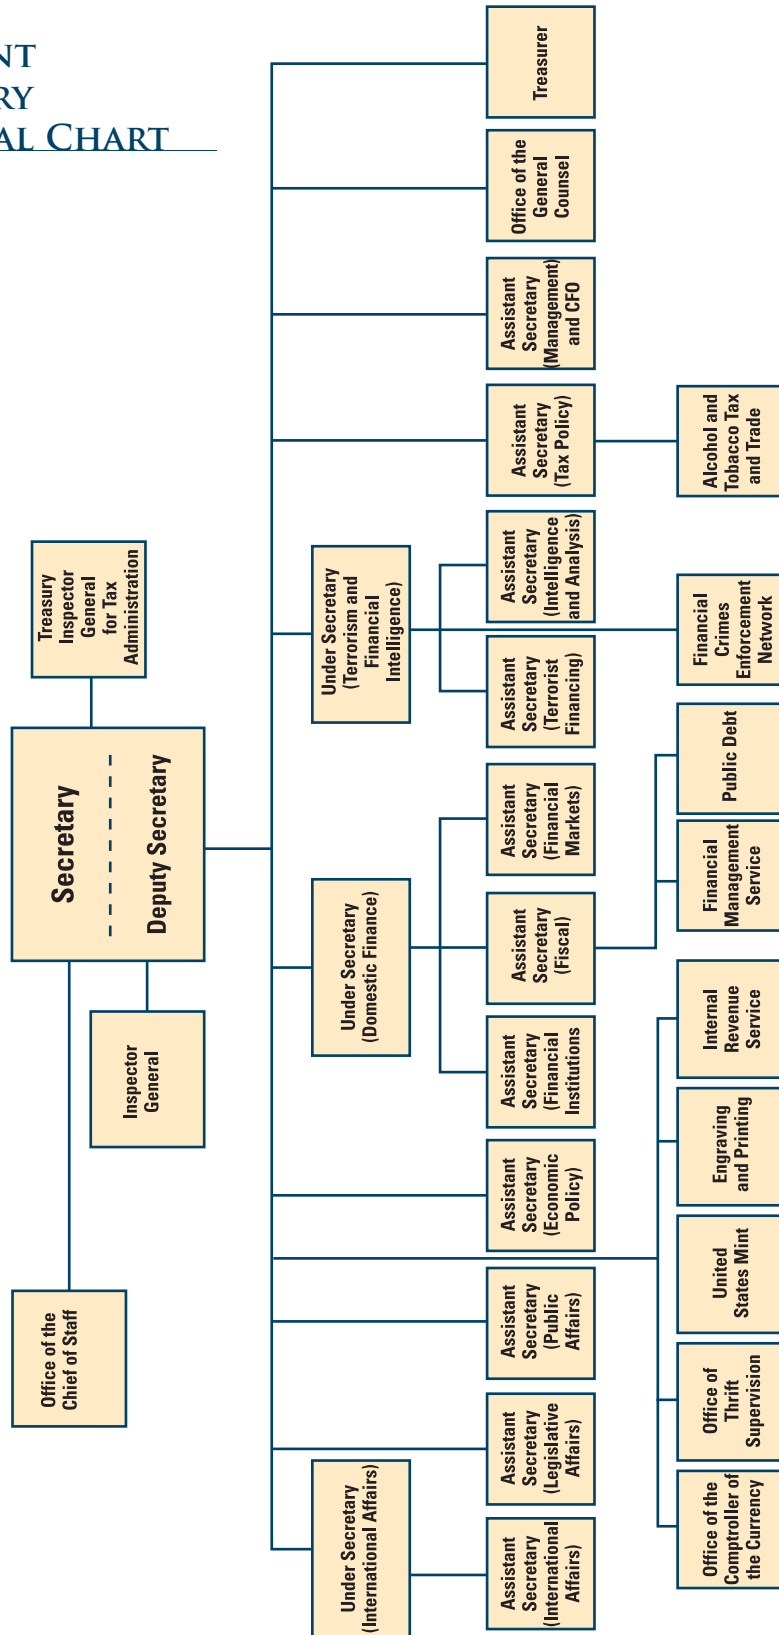 NT
RY
AL CHART
Secretary
Deputy Secretary
Office of the
Chief of Staff
Inspector
General
Treasury
Inspector
General
for Tax
Administration
Under Secretary
(International Affairs)
Under Secretary
(Domestic Finance)
Under Secretary
(Terrorism and
Financial
Intelligence)
Assistant
Secretary
(International
Affairs)
Assistant
Secretary
(Legislative
Affairs)
Assistant
Secretary
(Public
Affairs)
Assistant
Secretary
(Economic
Policy)
Assistant
Secretary
(Financial
Institutions
Assistant
Secretary
(Fiscal)
Assistant
Secretary
(Financial
Markets)
Assistant
Secretary
(Terrorist
Financing)
Assistant
Secretary
(Intelligence
and Analysis)
Assistant
Secretary
(Tax Policy)
Assistant
Secretary
(Management)
and CFO
Office of the
General
Counsel
Treasurer
Office of the
Comptroller of
the Currency
Office of
Thrift
Supervision
United
States Mint
Engraving
and Printing
Internal
Revenue
Service
Financial
Management
Service
Public Debt
Financial
Crimes
Enforcement
Network
Alcohol and
Tobacco Tax
and Trade